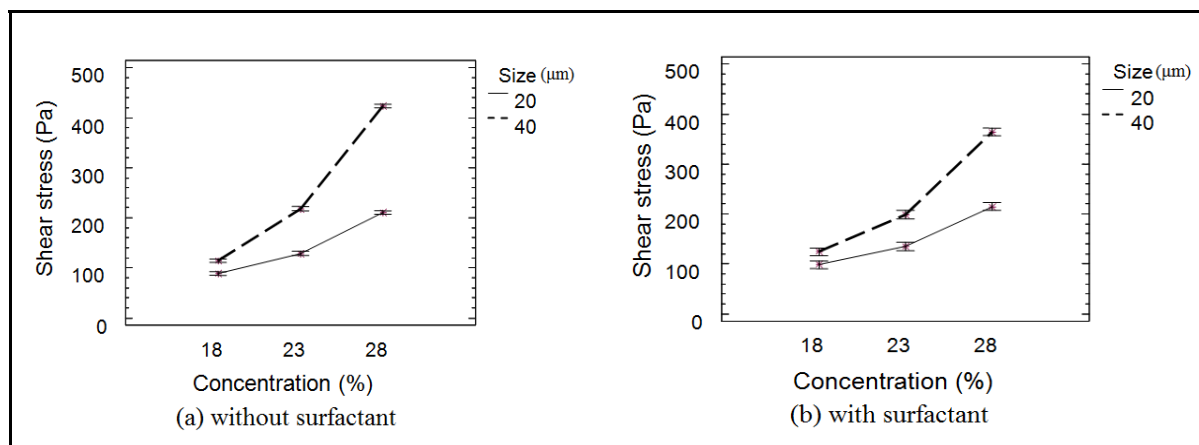 500
400
300
200
100
0
Shear stress (Pa)
18 23 28
Concentration (%)
Size (μm)
20
40
(a) without surfactant
500
400
300
200
100
0
Shear stress (Pa)
18 23 28
Concentration (%)
Size (μm)
20
40
(b) with surfactant